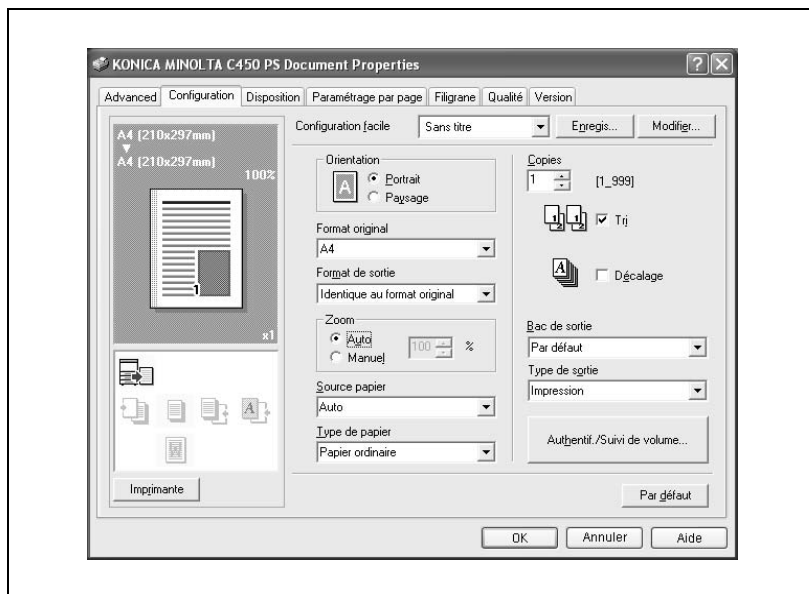 KONICA MINOLTA C450 PS Document Properties
Advanced Configuration Disposition Paramétrage par page Filigrane Qualité Version
A4 (210x297mm)
A4 (210x297mm)
100%
1
x1
Imprimante
Configuration facile Sans titre Enregis... Modifier...
Orientation
A
Portrait
Paysage
Format original
A4
Format de sortie
Identique au format original
Zoom
Auto
Manuel
100 %
Source papier
Auto
Type de papier
Papier ordinaire
Copies
1 [1_999]
Tri
Décalage
Bac de sortie
Par défaut
Type de sortie
Impression
Authentif./Suivi de volume...
Par défaut
OK Annuler Aide